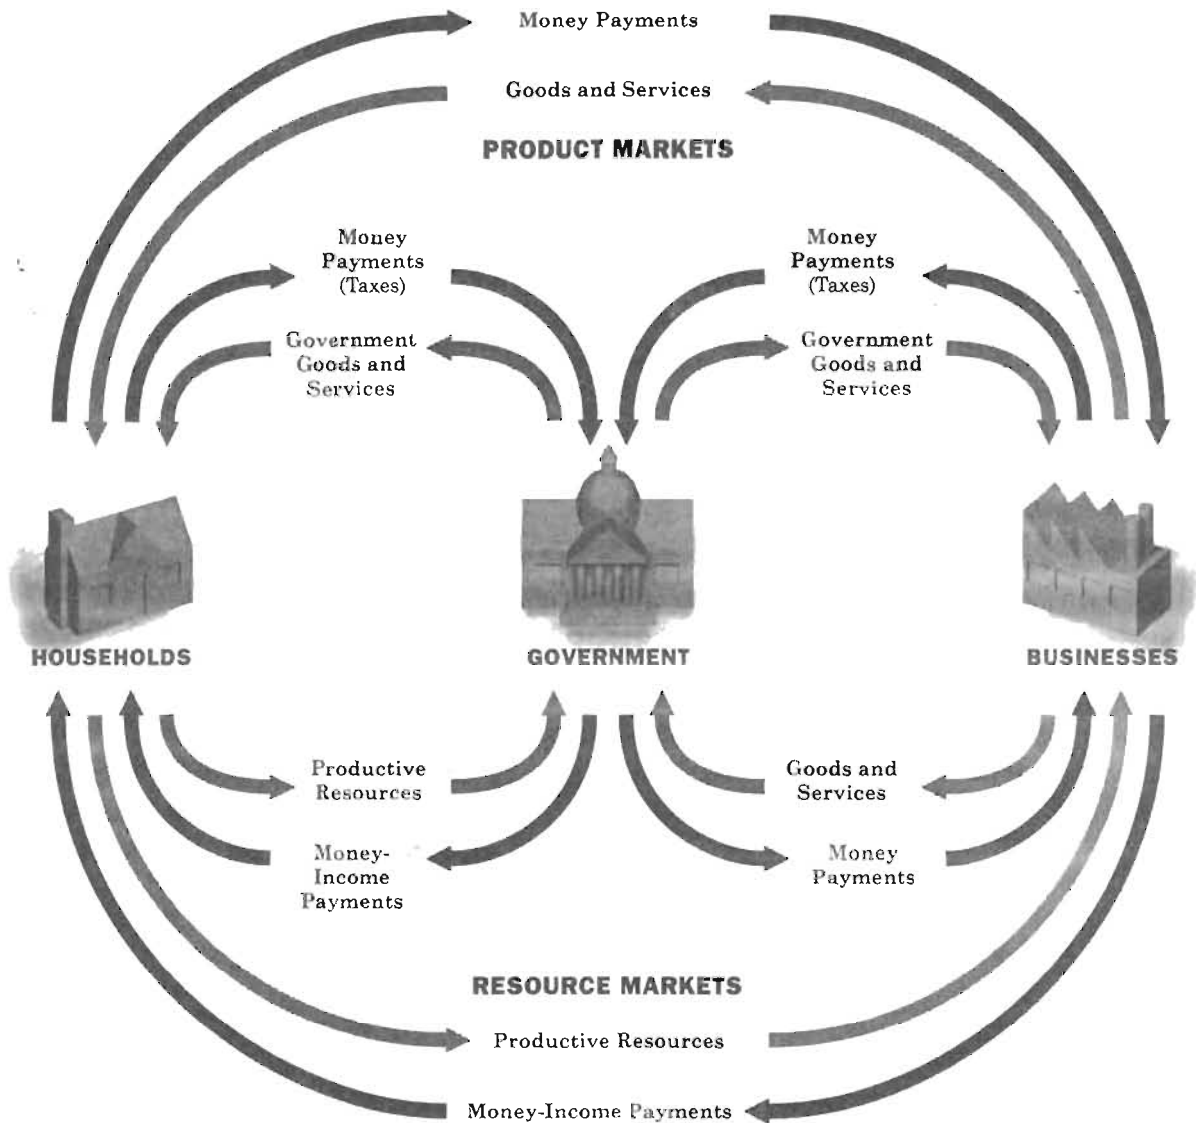 Money Payments
Goods and Services
PRODUCT MARKETS
Money
Payments
(Taxes)
Money
Payments
(Taxes)
Government
Goods and
Services
Government
Goods and
Services
HOUSEHOLDS
GOVERNMENT
BUSINESSES
Productive
Resources
Goods and
Services
Money-
Income
Payments
Money
Payments
RESOURCE MARKETS
Productive Resources
Money-Income Payments